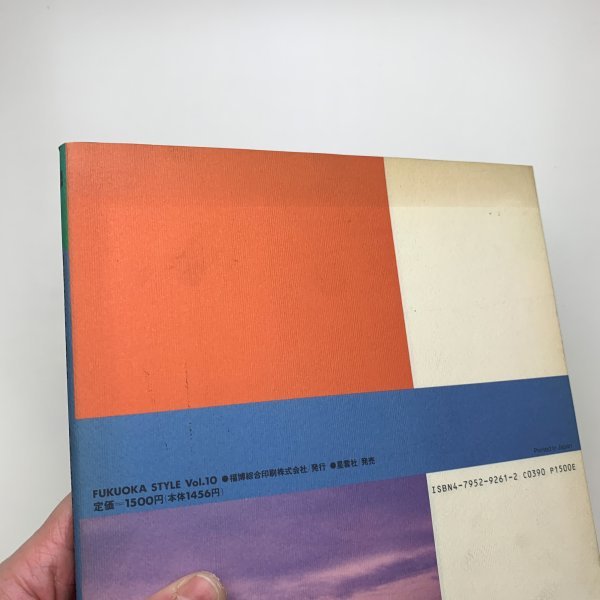 FUKUOKA STYLE Vol.10 ●福博綜合印刷株式会社/発行 ●星雲社/発売
定価=1500円(本体1456円)
Printed in Japan
ISBN4-7952-9261-2 C0390 P1500E